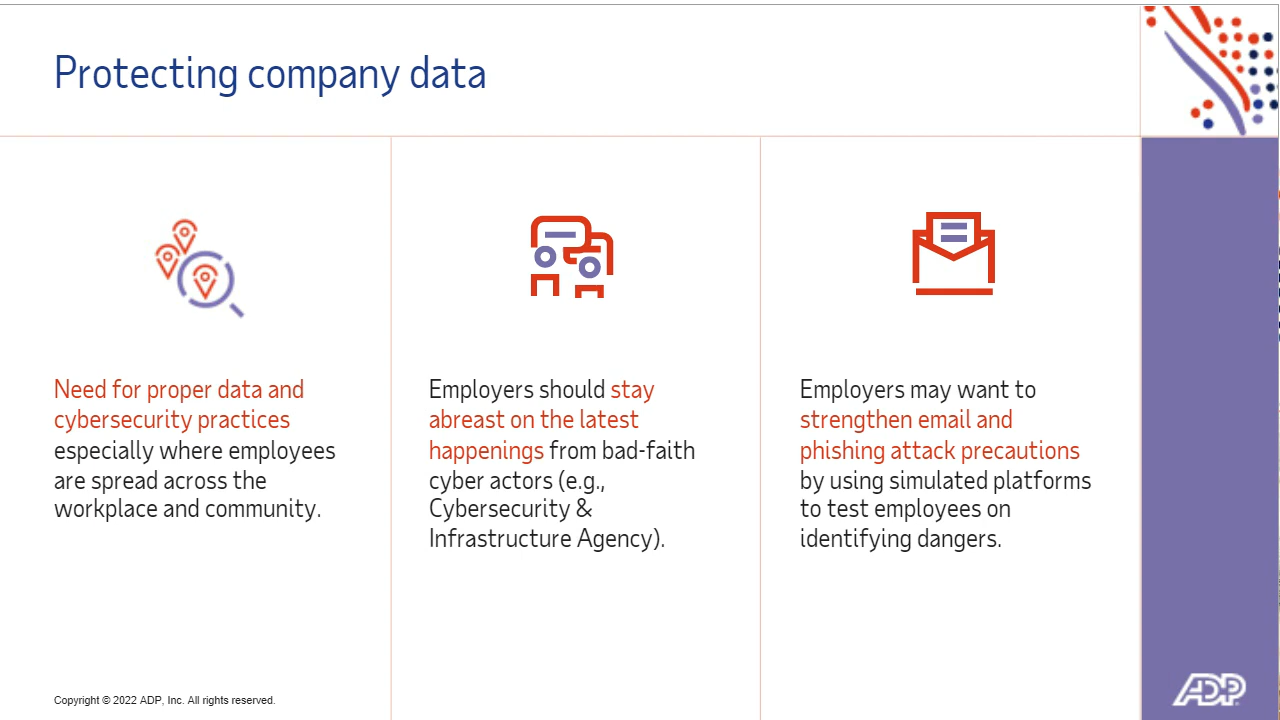 Protecting company data
Need for proper data and
cybersecurity practices
especially where employees
are spread across the
workplace and community.
Employers should stay
abreast on the latest
happenings from bad-faith
cyber actors (e.g.,
Cybersecurity &
Infrastructure Agency).
Employers may want to
strengthen email and
phishing attack precautions
by using simulated platforms
to test employees on
identifying dangers.
Copyright © 2022 ADP, Inc. All rights reserved.
ADP